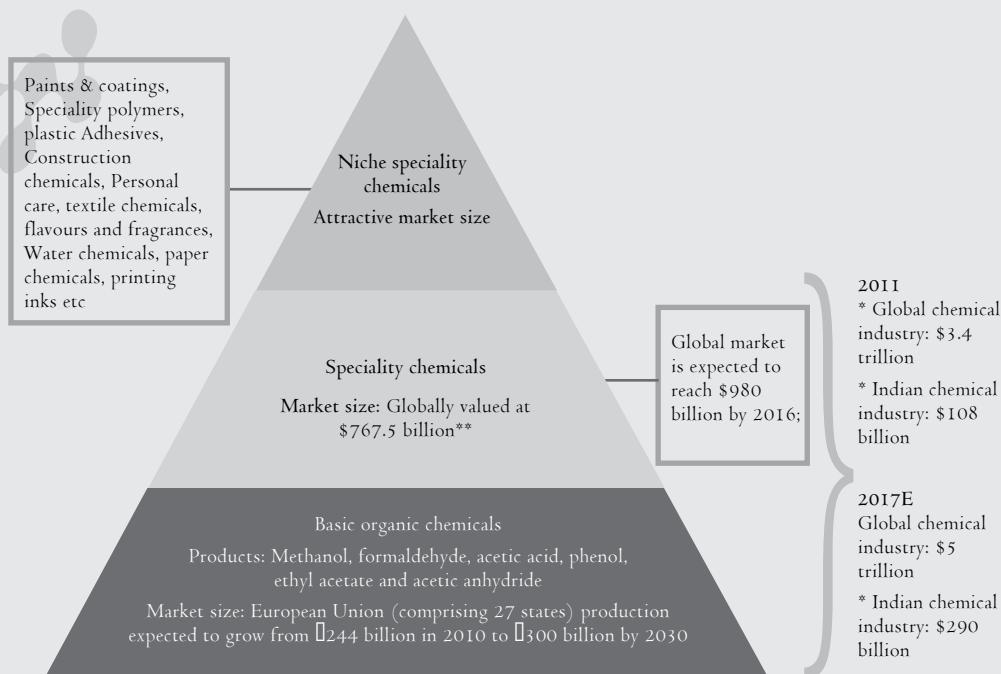 Paints & coatings,
Speciality polymers,
plastic Adhesives,
Construction
chemicals, Personal
care, textile chemicals,
flavours and fragrances,
Water chemicals, paper
chemicals, printing
inks etc
Niche speciality
chemicals
Attractive market size
Speciality chemicals
Market size: Globally valued at
$767.5 billion**
Global market
is expected to
reach $980
billion by 2016;
Basic organic chemicals
Products: Methanol, formaldehyde, acetic acid, phenol,
ethyl acetate and acetic anhydride
Market size: European Union (comprising 27 states) production
expected to grow from ▯244 billion in 2010 to ▯300 billion by 2030
2011
* Global chemical
industry: $3.4
trillion
* Indian chemical
industry: $108
billion
2017E
Global chemical
industry: $5
trillion
* Indian chemical
industry: $290
billion